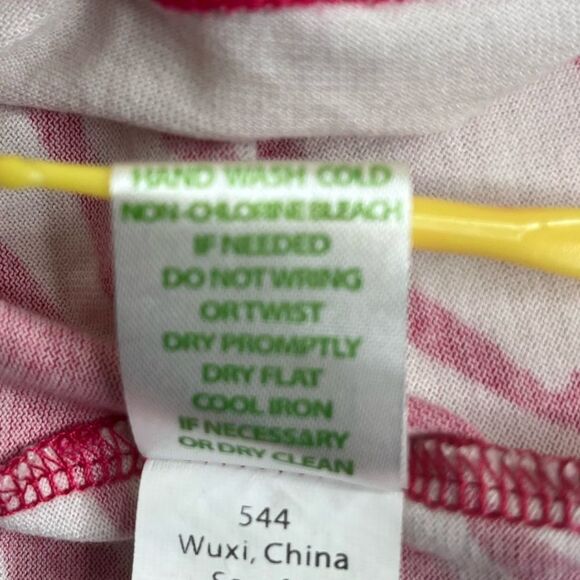 HAND WASH COLD
NON-CHLORINE BLEACH
IF NEEDED
DO NOT WRING
OR TWIST
DRY PROMPTLY
DRY FLAT
COOL IRON
IF NECESSARY
OR DRY CLEAN
544
Wuxi, China